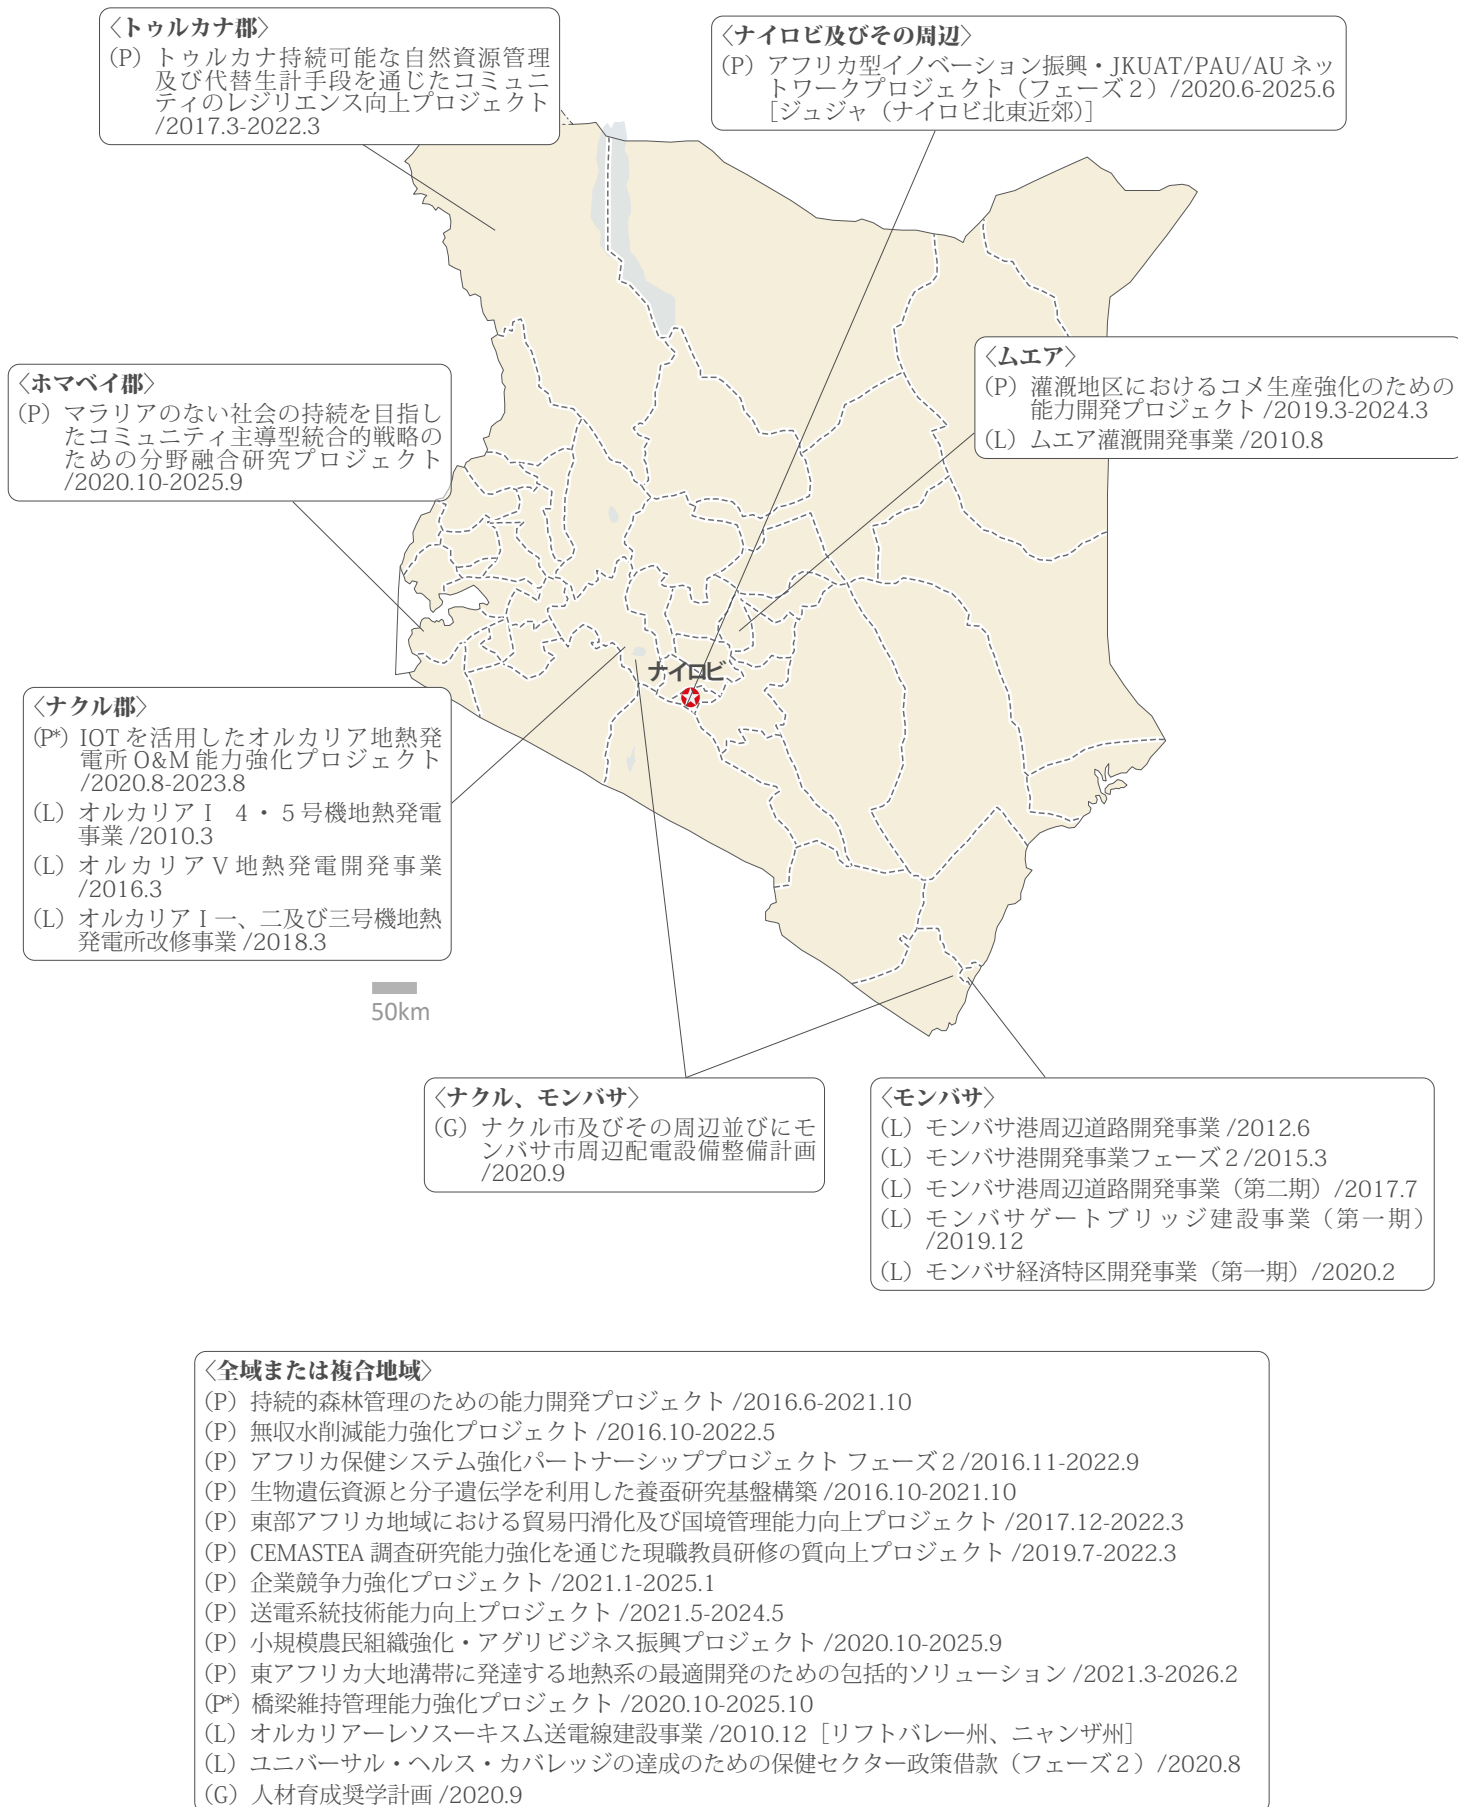 〈トゥルカナ郡〉
(P) トゥルカナ持続可能な自然資源管理
及び代替生計手段を通じたコミュニ
ティのレジリエンス向上プロジェクト
/2017.3-2022.3
〈ナイロビ及びその周辺〉
(P) アフリカ型イノベーション振興・JKUAT/PAU/AU ネッ
トワークプロジェクト（フェーズ２）/2020.6-2025.6
［ジュジャ（ナイロビ北東近郊）］
〈ムエア〉
(P) 灌漑地区におけるコメ生産強化のための
能力開発プロジェクト /2019.3-2024.3
(L) ムエア灌漑開発事業 /2010.8
〈ホマベイ郡〉
(P) マラリアのない社会の持続を目指し
たコミュニティ主導型統合的戦略の
ための分野融合研究プロジェクト
/2020.10-2025.9
ナイロビ
〈ナクル郡〉
(P*) IOT を活用したオルカリア地熱発
電所 O&M 能力強化プロジェクト
/2020.8-2023.8
(L) オルカリアⅠ ４・５号機地熱発電
事業 /2010.3
(L) オルカリアⅤ地熱発電開発事業
/2016.3
(L) オルカリアⅠ一、二及び三号機地熱
発電所改修事業 /2018.3
50km
〈ナクル、モンバサ〉
(G) ナクル市及びその周辺並びにモ
ンバサ市周辺配電設備整備計画
/2020.9
〈モンバサ〉
(L) モンバサ港周辺道路開発事業 /2012.6
(L) モンバサ港開発事業フェーズ２/2015.3
(L) モンバサ港周辺道路開発事業（第二期）/2017.7
(L) モンバサゲートブリッジ建設事業（第一期）
/2019.12
(L) モンバサ経済特区開発事業（第一期）/2020.2
〈全域または複合地域〉
(P) 持続的森林管理のための能力開発プロジェクト /2016.6-2021.10
(P) 無収水削減能力強化プロジェクト /2016.10-2022.5
(P) アフリカ保健システム強化パートナーシッププロジェクト フェーズ２/2016.11-2022.9
(P) 生物遺伝資源と分子遺伝学を利用した養蚕研究基盤構築 /2016.10-2021.10
(P) 東部アフリカ地域における貿易円滑化及び国境管理能力向上プロジェクト /2017.12-2022.3
(P) CEMASTEA 調査研究能力強化を通じた現職教員研修の質向上プロジェクト /2019.7-2022.3
(P) 企業競争力強化プロジェクト /2021.1-2025.1
(P) 送電系統技術能力向上プロジェクト /2021.5-2024.5
(P) 小規模農民組織強化・アグリビジネス振興プロジェクト /2020.10-2025.9
(P) 東アフリカ大地溝帯に発達する地熱系の最適開発のための包括的ソリューション /2021.3-2026.2
(P*) 橋梁維持管理能力強化プロジェクト /2020.10-2025.10
(L) オルカリアーレソスーキスム送電線建設事業 /2010.12［リフトバレー州、ニャンザ州］
(L) ユニバーサル・ヘルス・カバレッジの達成のための保健セクター政策借款（フェーズ２）/2020.8
(G) 人材育成奨学計画 /2020.9